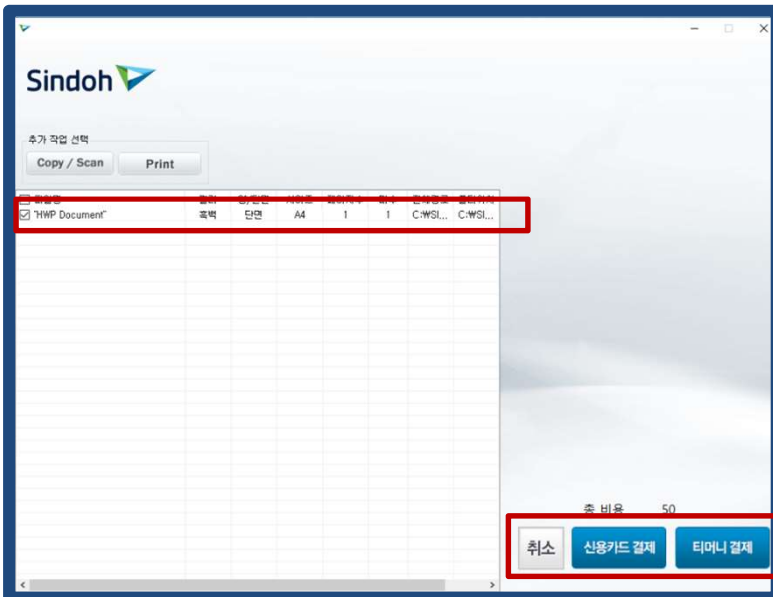 Sindoh
추가 작업 선택
Copy / Scan Print
"HWP Document" 흑백 단면 A4 1 1 C:₩SI... C:₩SI...
총 비용 50
취소 신용카드 결제 티머니 결제